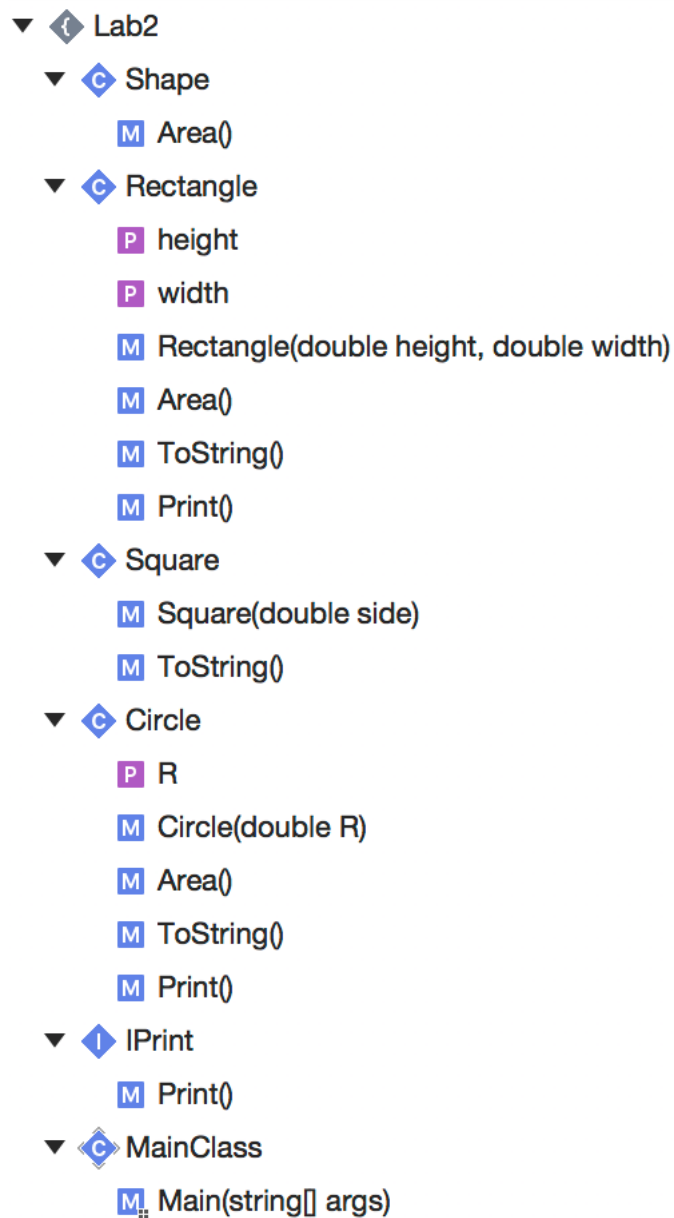 { Lab2
C Shape
M Area()
C Rectangle
P height
P width
M Rectangle(double height, double width)
M Area()
M ToString()
M Print()
C Square
M Square(double side)
M ToString()
C Circle
P R
M Circle(double R)
M Area()
M ToString()
M Print()
I IPrint
M Print()
C MainClass
M Main(string[] args)